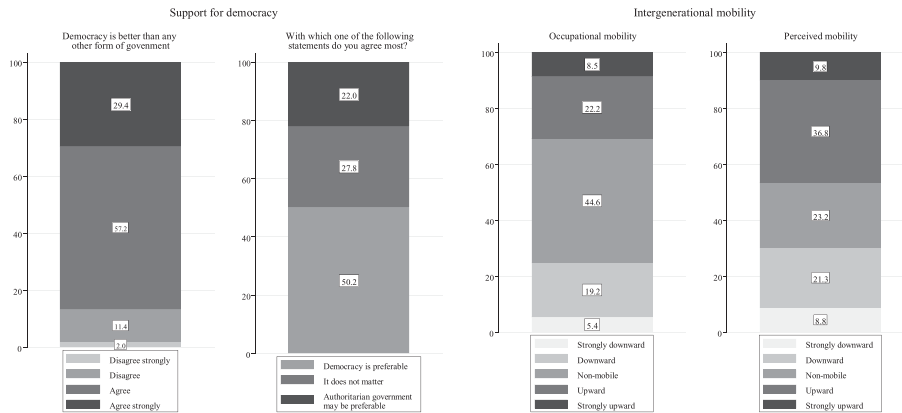 Support for democracy
Intergenerational mobility
Democracy is better than any
other form of govenment
100
80
60
40
20
0
29.4
57.2
11.4
2.0
Disagree strongly
Disagree
Agree
Agree strongly
With which one of the following
statements do you agree most?
100
80
60
40
20
0
22.0
27.8
50.2
Democracy is preferable
It does not matter
Authoritarian government
may be preferable
Occupational mobility
100
80
60
40
20
0
8.5
22.2
44.6
19.2
5.4
Strongly downward
Downward
Non-mobile
Upward
Strongly upward
Perceived mobility
100
80
60
40
20
0
9.8
36.8
23.2
21.3
8.8
Strongly downward
Downward
Non-mobile
Upward
Strongly upward